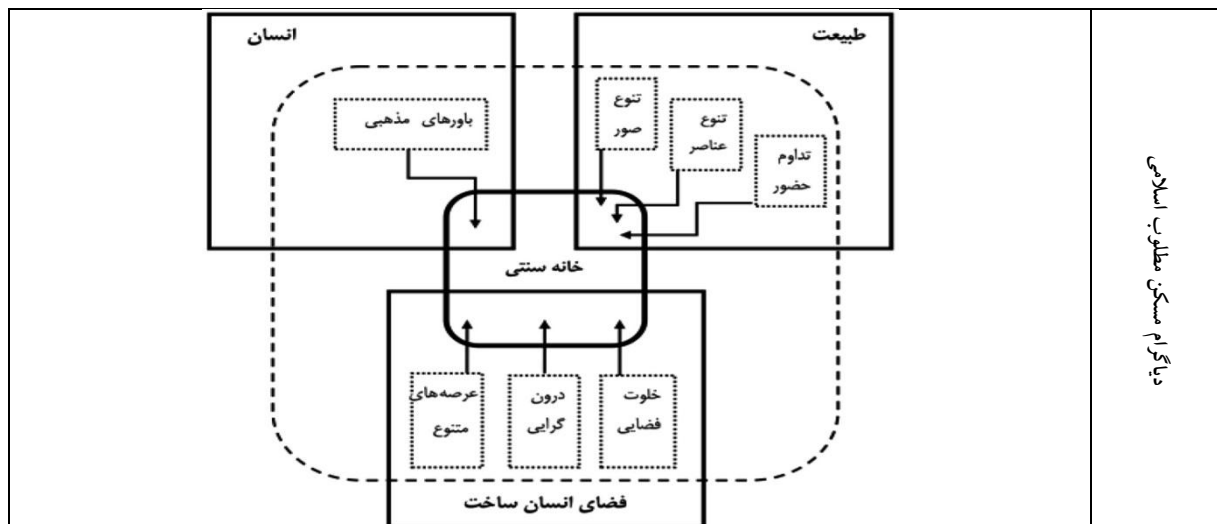 دیاگرام مسکن مطلوب اسلامی
طبیعت
انسان
تنوع
صور
تنوع
عناصر
تداوم
حضور
باورهای مذهبی
خانه سنتی
خلوت
فضایی
درون
گرایی
عرصه‌های
متنوع
فضای انسان ساخت